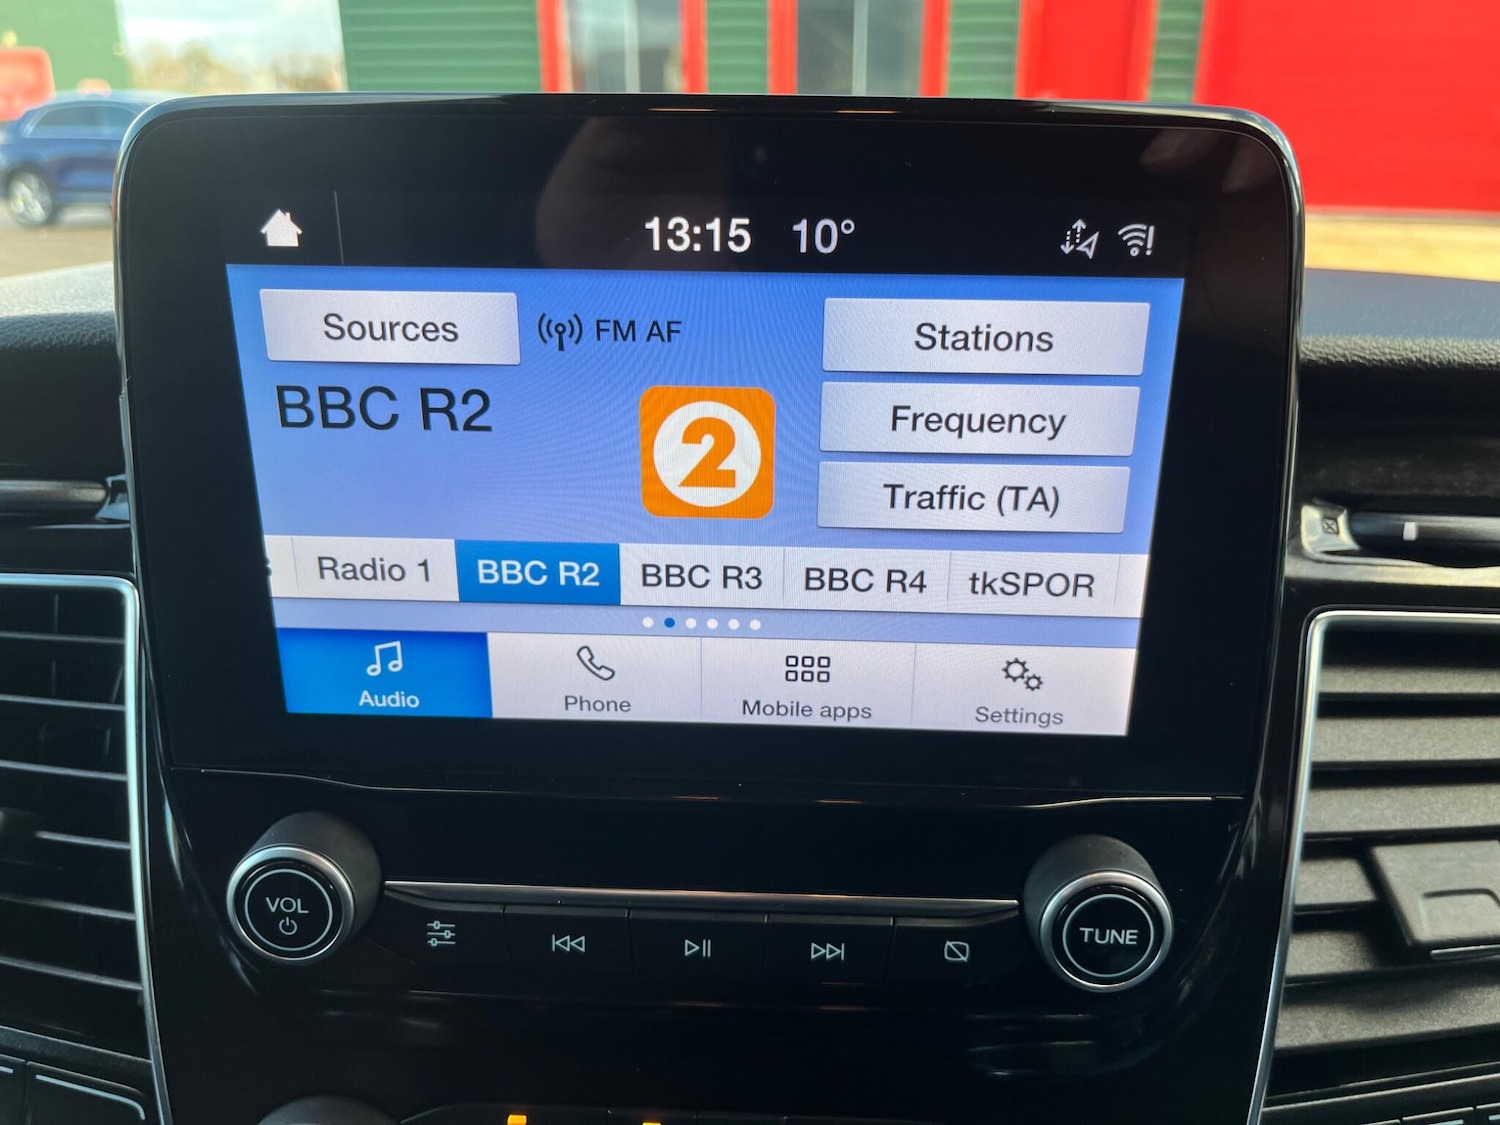 13:15 10°
Sources FM AF Stations
BBC R2
2
Frequency
Traffic (TA)
Radio 1 BBC R2 BBC R3 BBC R4 tkSPOR
Audio Phone Mobile apps Settings
VOL TUNE